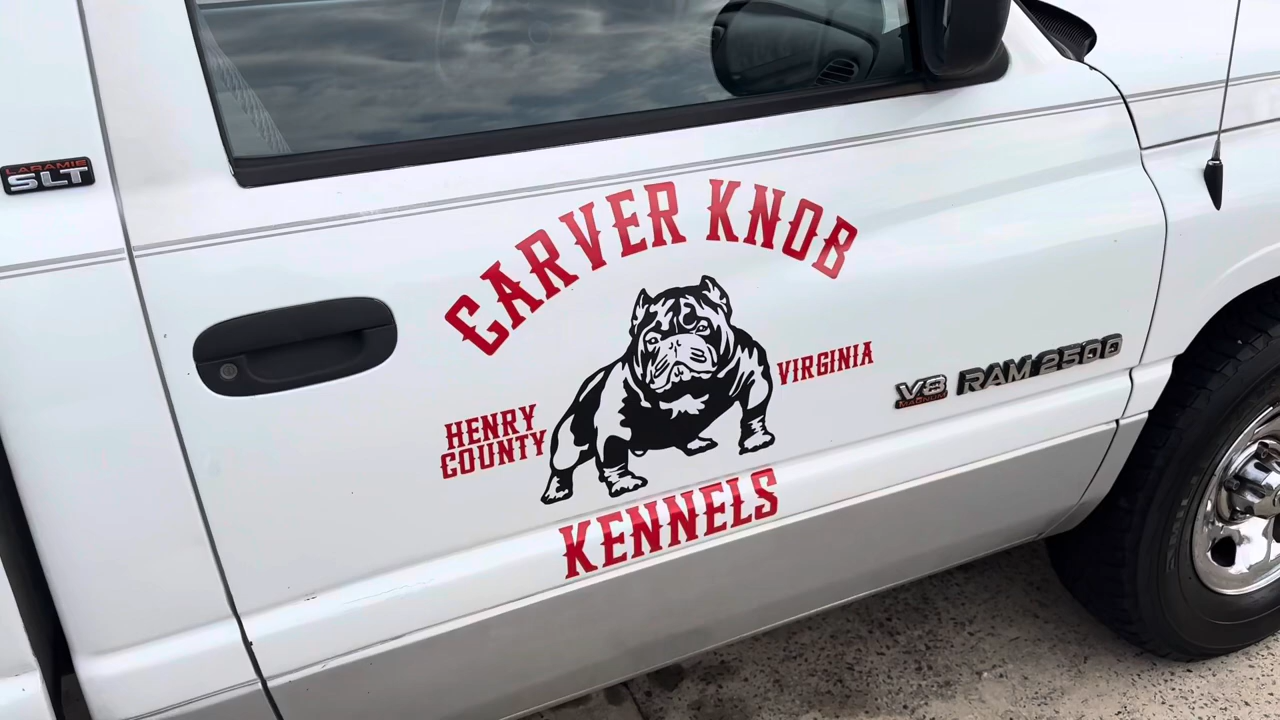 LARAMIE
SLT
CARVER KNOB
VIRGINIA
HENRY
COUNTY
KENNELS
V8
MAGNUM
RAM 2500